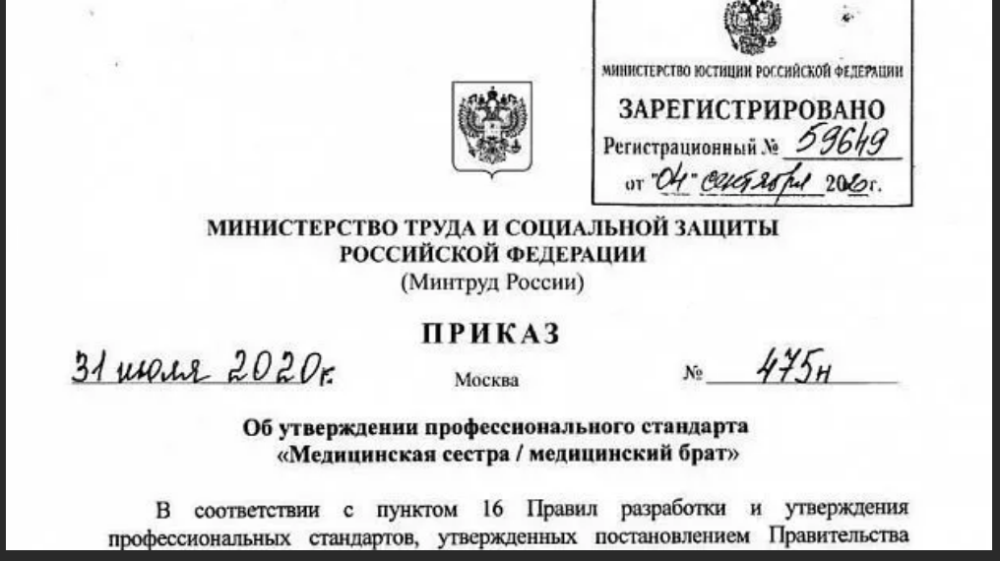 МИНИСТЕРСТВО ЮСТИЦИИ РОССИЙСКОЙ ФЕДЕРАЦИИ
ЗАРЕГИСТРИРОВАНО
Регистрационный № 59649
от "04" сентября 2020г.
МИНИСТЕРСТВО ТРУДА И СОЦИАЛЬНОЙ ЗАЩИТЫ
РОССИЙСКОЙ ФЕДЕРАЦИИ
(Минтруд России)
ПРИКАЗ
31 июля 2020г.
Москва
№ 475н
Об утверждении профессионального стандарта
«Медицинская сестра / медицинский брат»
В соответствии с пунктом 16 Правил разработки и утверждения
профессиональных стандартов, утвержденных постановлением Правительства